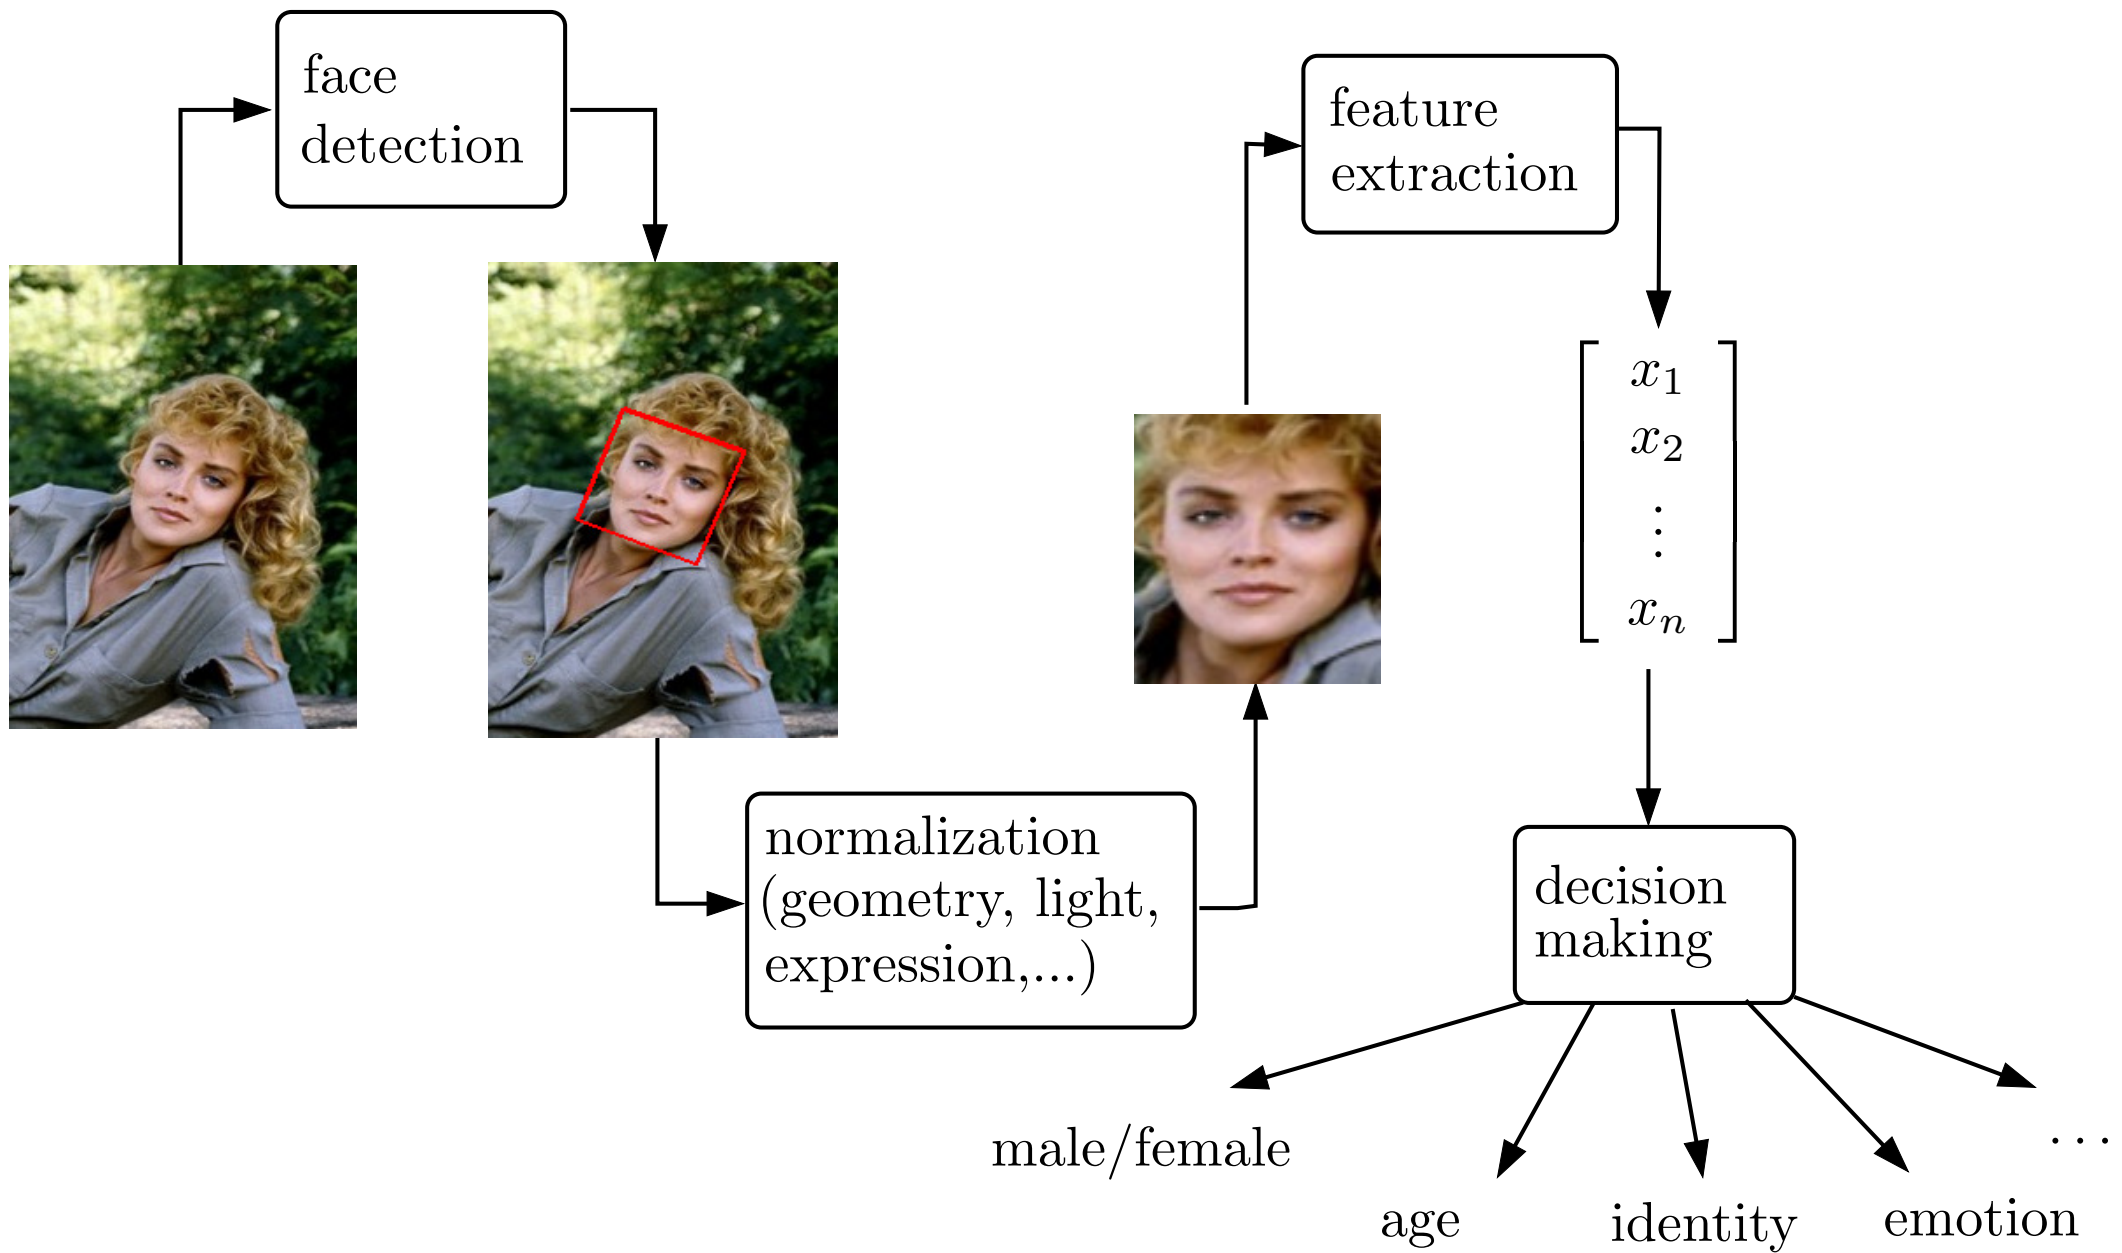 face
detection
normalization
(geometry, light,
expression,...)
feature
extraction
x₁
x₂
⋮
xₙ
decision
making
male/female
age
identity
emotion
...